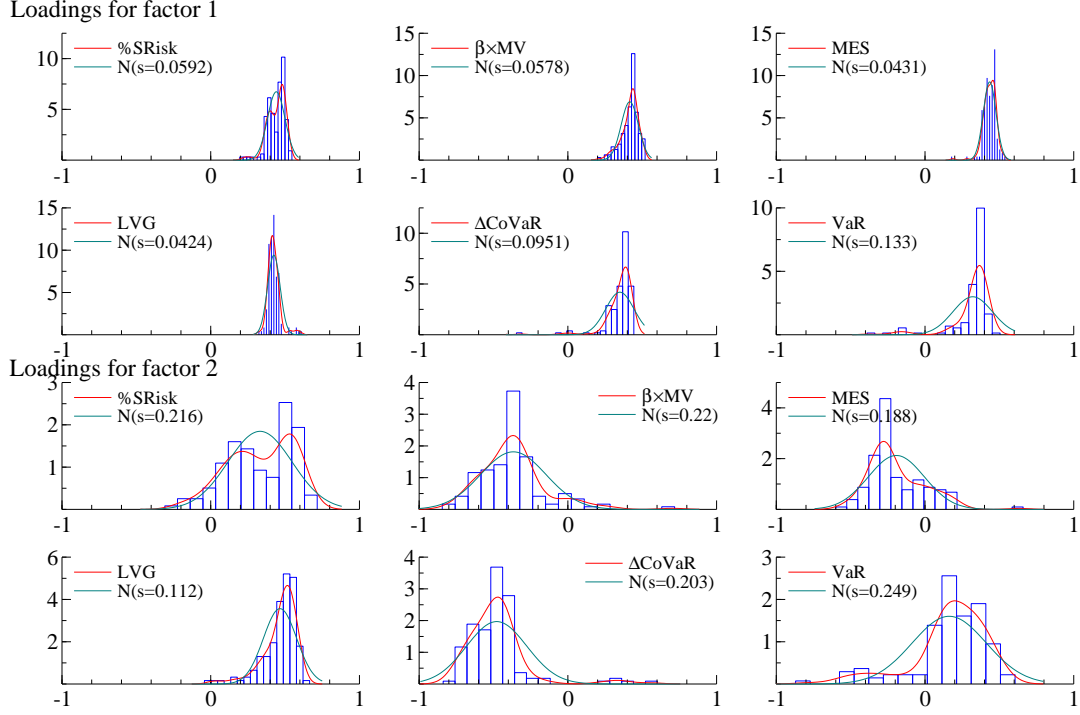 Loadings for factor 1
%SRisk
N(s=0.0592)
10
5
-1 0 1
β×MV
N(s=0.0578)
15
10
5
-1 0 1
MES
N(s=0.0431)
15
10
5
-1 0 1
LVG
N(s=0.0424)
15
10
5
-1 0 1
ΔCoVaR
N(s=0.0951)
10
5
-1 0 1
VaR
N(s=0.133)
10
5
-1 0 1
Loadings for factor 2
%SRisk
N(s=0.216)
3
2
1
-1 0 1
β×MV
N(s=0.22)
4
3
2
1
-1 0 1
MES
N(s=0.188)
4
2
-1 0 1
LVG
N(s=0.112)
6
4
2
-1 0 1
ΔCoVaR
N(s=0.203)
4
3
2
1
-1 0 1
VaR
N(s=0.249)
3
2
1
-1 0 1